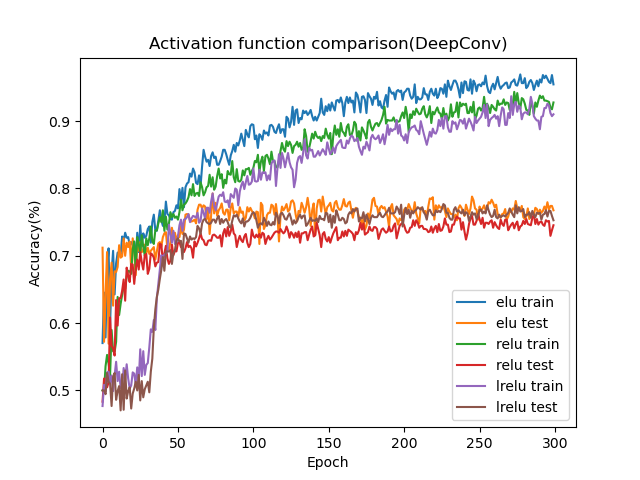 Activation function comparison(DeepConv)
Accuracy(%)
0.9
0.8
0.7
0.6
0.5
elu train
elu test
relu train
relu test
lrelu train
lrelu test
0 50 100 150 200 250 300
Epoch